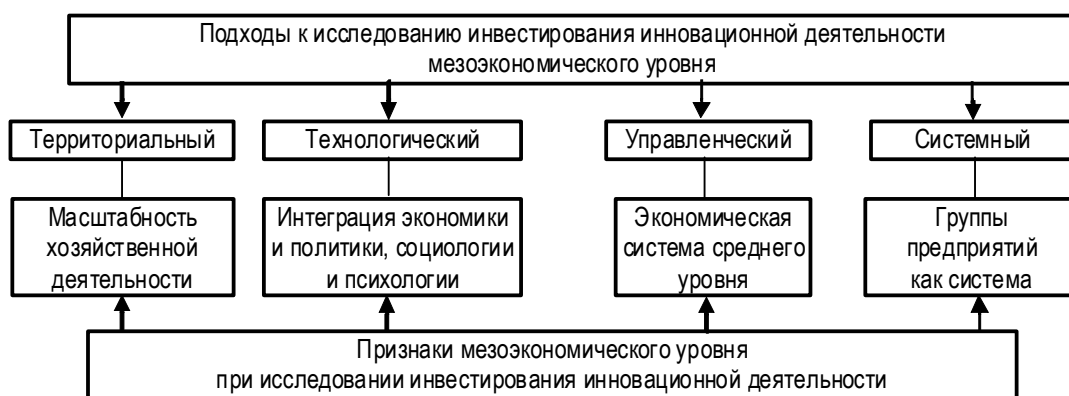 Подходы к исследованию инвестирования инновационной деятельности
мезоэкономического уровня
Территориальный
Технологический
Управленческий
Системный
Масштабность
хозяйственной
деятельности
Интеграция экономики
и политики, социологии
и психологии
Экономическая
система среднего
уровня
Группы
предприятий
как система
Признаки мезоэкономического уровня
при исследовании инвестирования инновационной деятельности